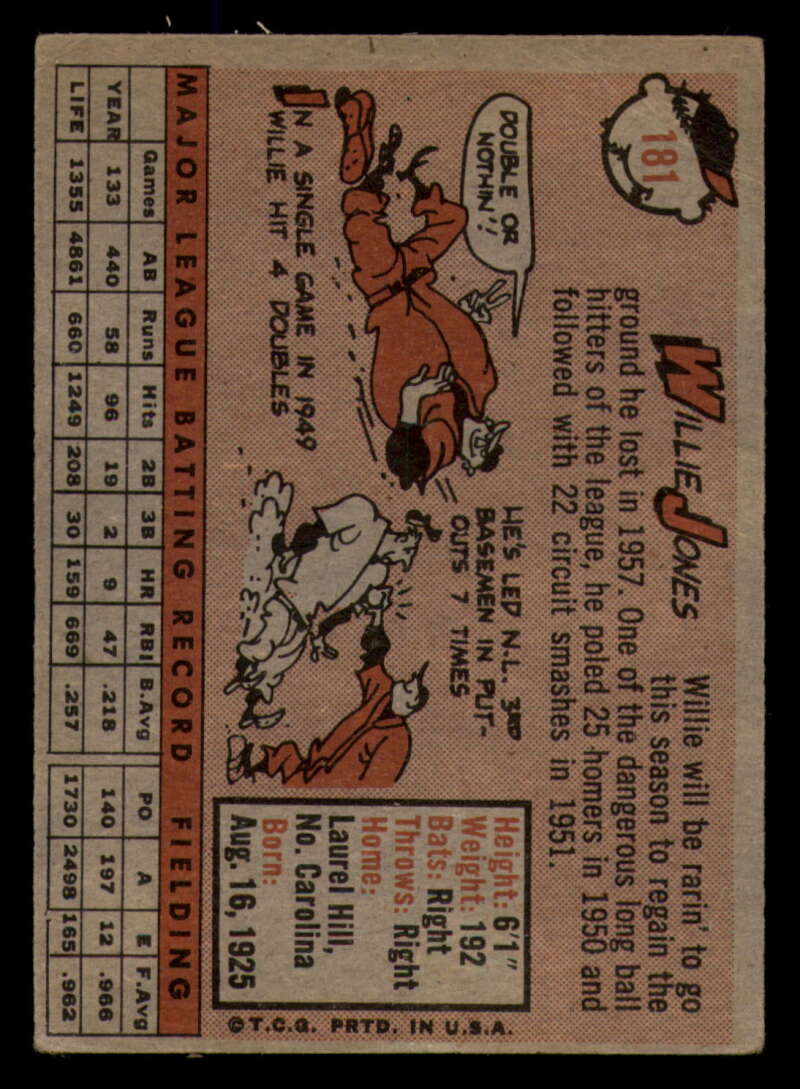 181
WILLIE JONES
Willie will be rarin' to go
this season to regain the
ground he lost in 1957. One of the dangerous long ball
hitters of the league, he poled 25 homers in 1950 and
followed with 22 circuit smashes in 1951.
DOUBLE OR
NOTHIN'!
IN A SINGLE GAME IN 1949
WILLIE HIT 4 DOUBLES
HE'S LED N.L. 3RD
BASEMEN IN PUT-
OUTS 7 TIMES
Height: 6'1"
Weight: 192
Bats: Right
Throws: Right
Home:
Laurel Hill,
No. Carolina
Born:
Aug. 16, 1925
MAJOR LEAGUE BATTING RECORD FIELDING
Games AB Runs Hits 2B 3B HR RBI B.Avg PO A E F.Avg
YEAR 133 440 58 96 19 2 9 47 .218 140 197 12 .966
LIFE 1355 4861 660 1249 208 30 159 669 .257 1730 2498 165 .962
© T.C.G. PRTD. IN U.S.A.